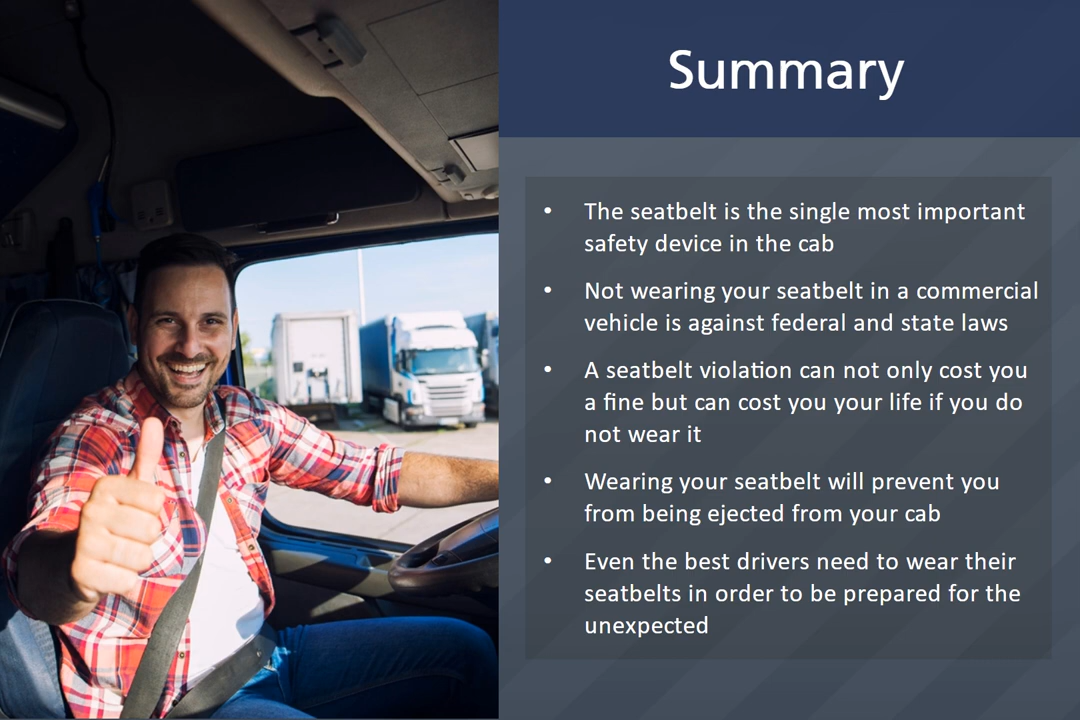 Summary
• The seatbelt is the single most important
safety device in the cab
• Not wearing your seatbelt in a commercial
vehicle is against federal and state laws
• A seatbelt violation can not only cost you
a fine but can cost you your life if you do
not wear it
• Wearing your seatbelt will prevent you
from being ejected from your cab
• Even the best drivers need to wear their
seatbelts in order to be prepared for the
unexpected